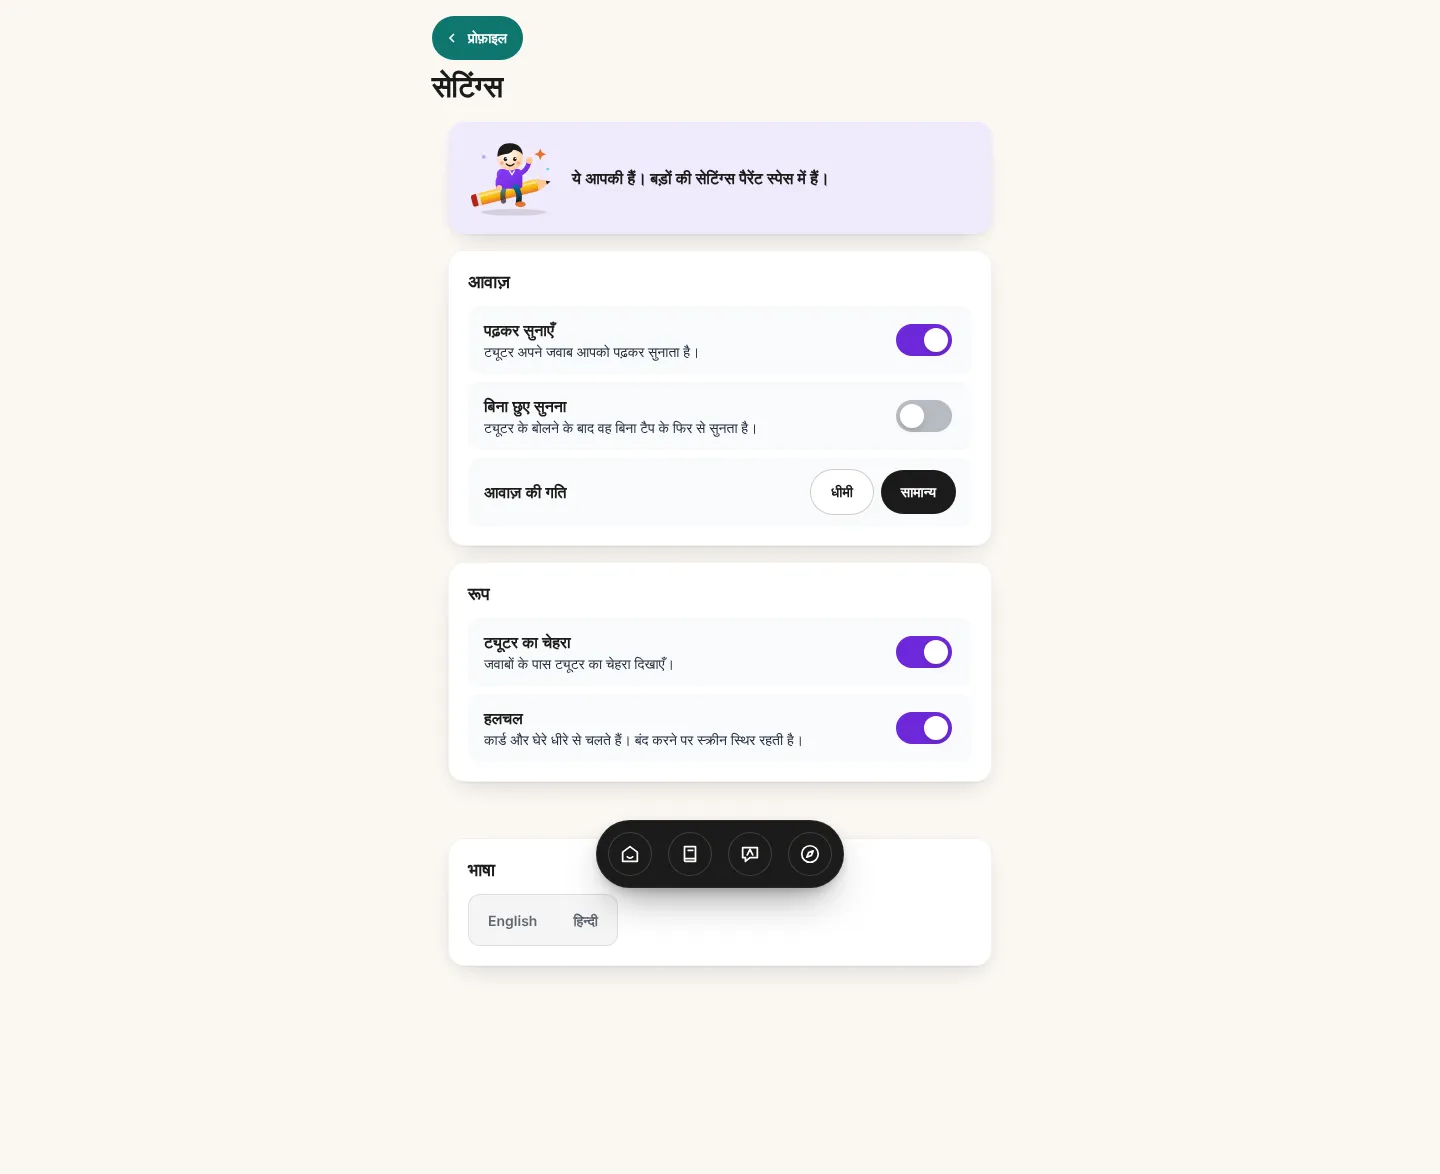 प्रोफ़ाइल
सेटिंग्स
ये आपकी हैं। बड़ों की सेटिंग्स पैरेंट स्पेस में हैं।
आवाज़
पढ़कर सुनाएँ
ट्यूटर अपने जवाब आपको पढ़कर सुनाता है।
बिना छुए सुनना
ट्यूटर के बोलने के बाद वह बिना टैप के फिर से सुनता है।
आवाज़ की गति
धीमी
सामान्य
रूप
ट्यूटर का चेहरा
जवाबों के पास ट्यूटर का चेहरा दिखाएँ।
हलचल
कार्ड और घेरे धीरे से चलते हैं। बंद करने पर स्क्रीन स्थिर रहती है।
भाषा
English
हिन्दी